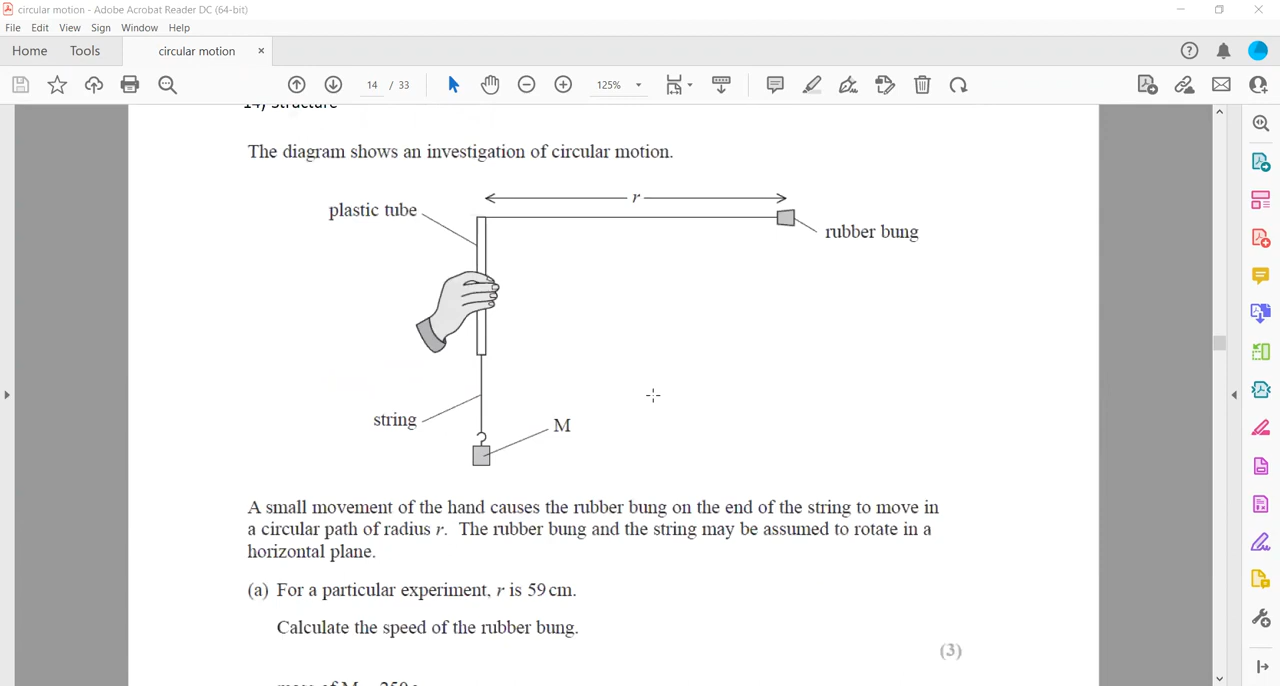 circular motion - Adobe Acrobat Reader DC (64-bit)
File Edit View Sign Window Help
Home Tools circular motion ×
14 / 33 125%
14) Structure
The diagram shows an investigation of circular motion.
r
plastic tube
rubber bung
string
M
A small movement of the hand causes the rubber bung on the end of the string to move in
a circular path of radius r. The rubber bung and the string may be assumed to rotate in a
horizontal plane.
(a) For a particular experiment, r is 59 cm.
Calculate the speed of the rubber bung.
(3)
mass of M